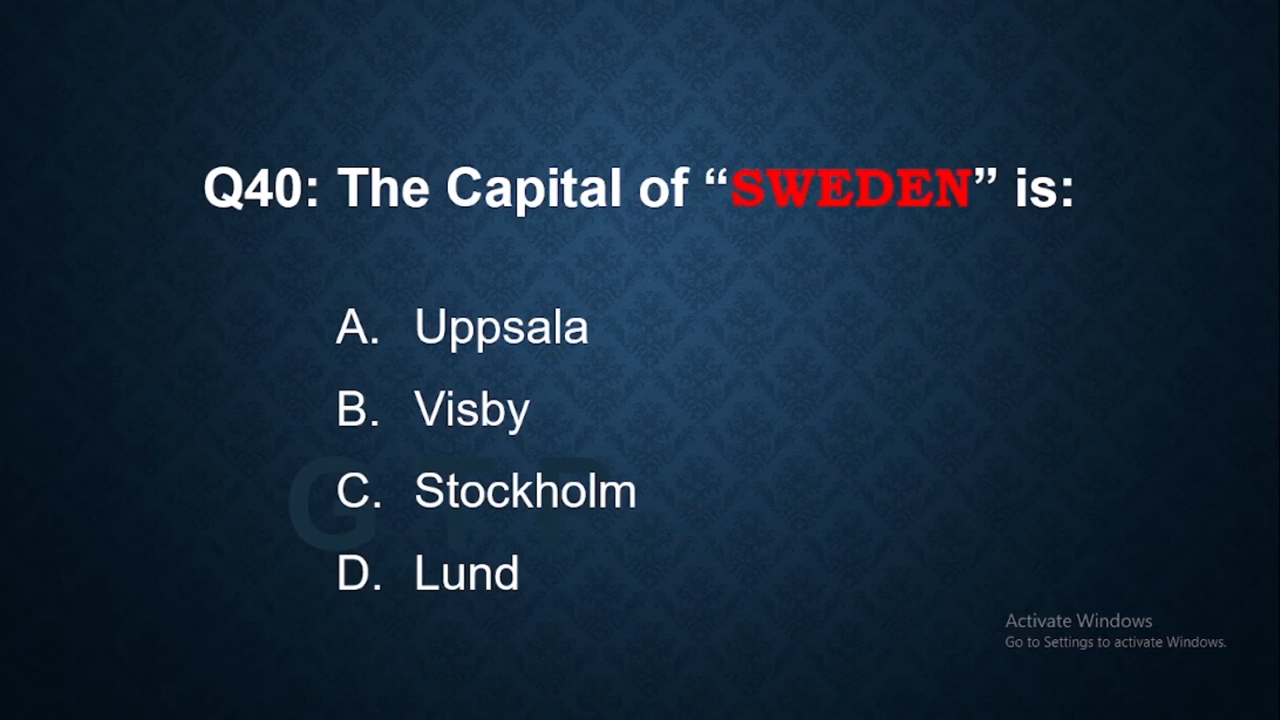 Q40: The Capital of “SWEDEN” is:
A. Uppsala
B. Visby
C. Stockholm
D. Lund
Activate Windows
Go to Settings to activate Windows.